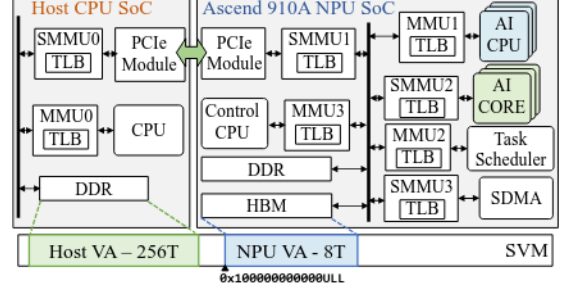 Host CPU SoC
Ascend 910A NPU SoC
SMMU0
TLB
PCIe
Module
PCIe
Module
SMMU1
TLB
MMU1
TLB
AI
CPU
SMMU2
TLB
AI
CORE
MMU0
TLB
CPU
Control
CPU
MMU3
TLB
MMU2
TLB
Task
Scheduler
DDR
DDR
HBM
SMMU3
TLB
SDMA
Host VA – 256T
NPU VA - 8T
SVM
0x100000000000ULL